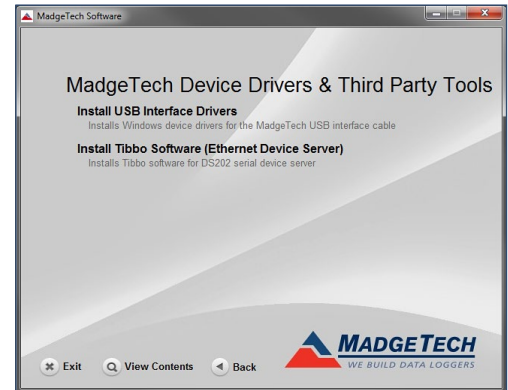 MadgeTech Software
MadgeTech Device Drivers & Third Party Tools
Install USB Interface Drivers
Installs Windows device drivers for the MadgeTech USB interface cable
Install Tibbo Software (Ethernet Device Server)
Installs Tibbo software for DS202 serial device server
Exit
View Contents
Back
MADGETECH
WE BUILD DATA LOGGERS